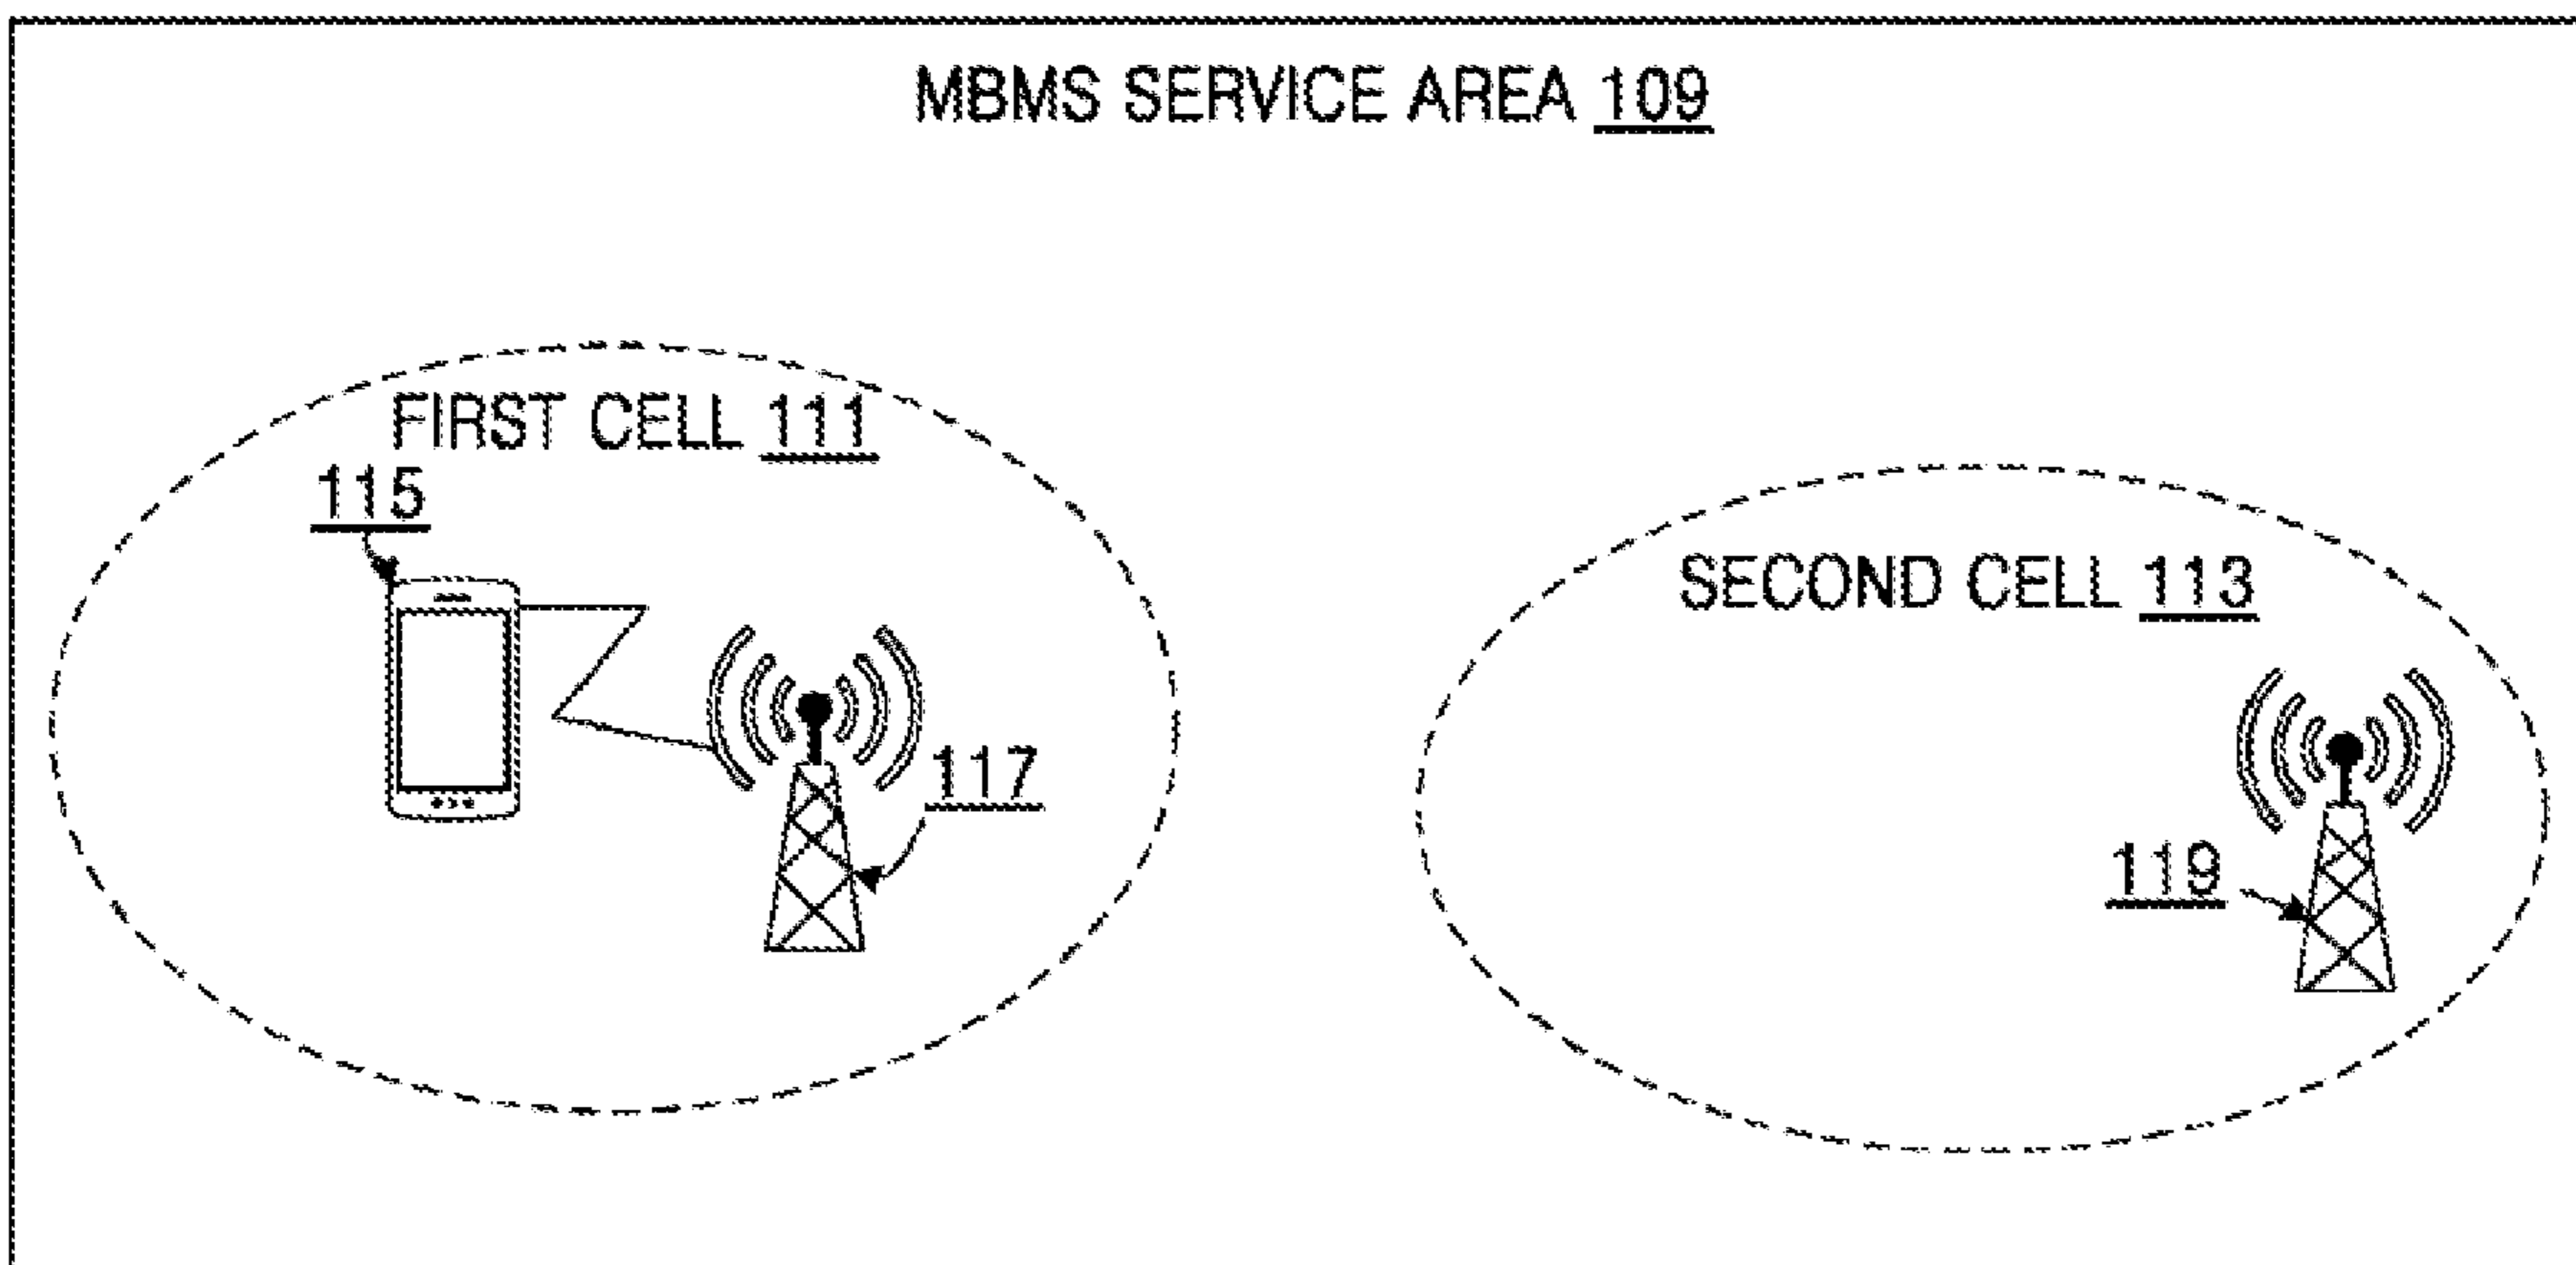 MBMS SERVICE AREA 109
FIRST CELL 111
115
117
SECOND CELL 113
119